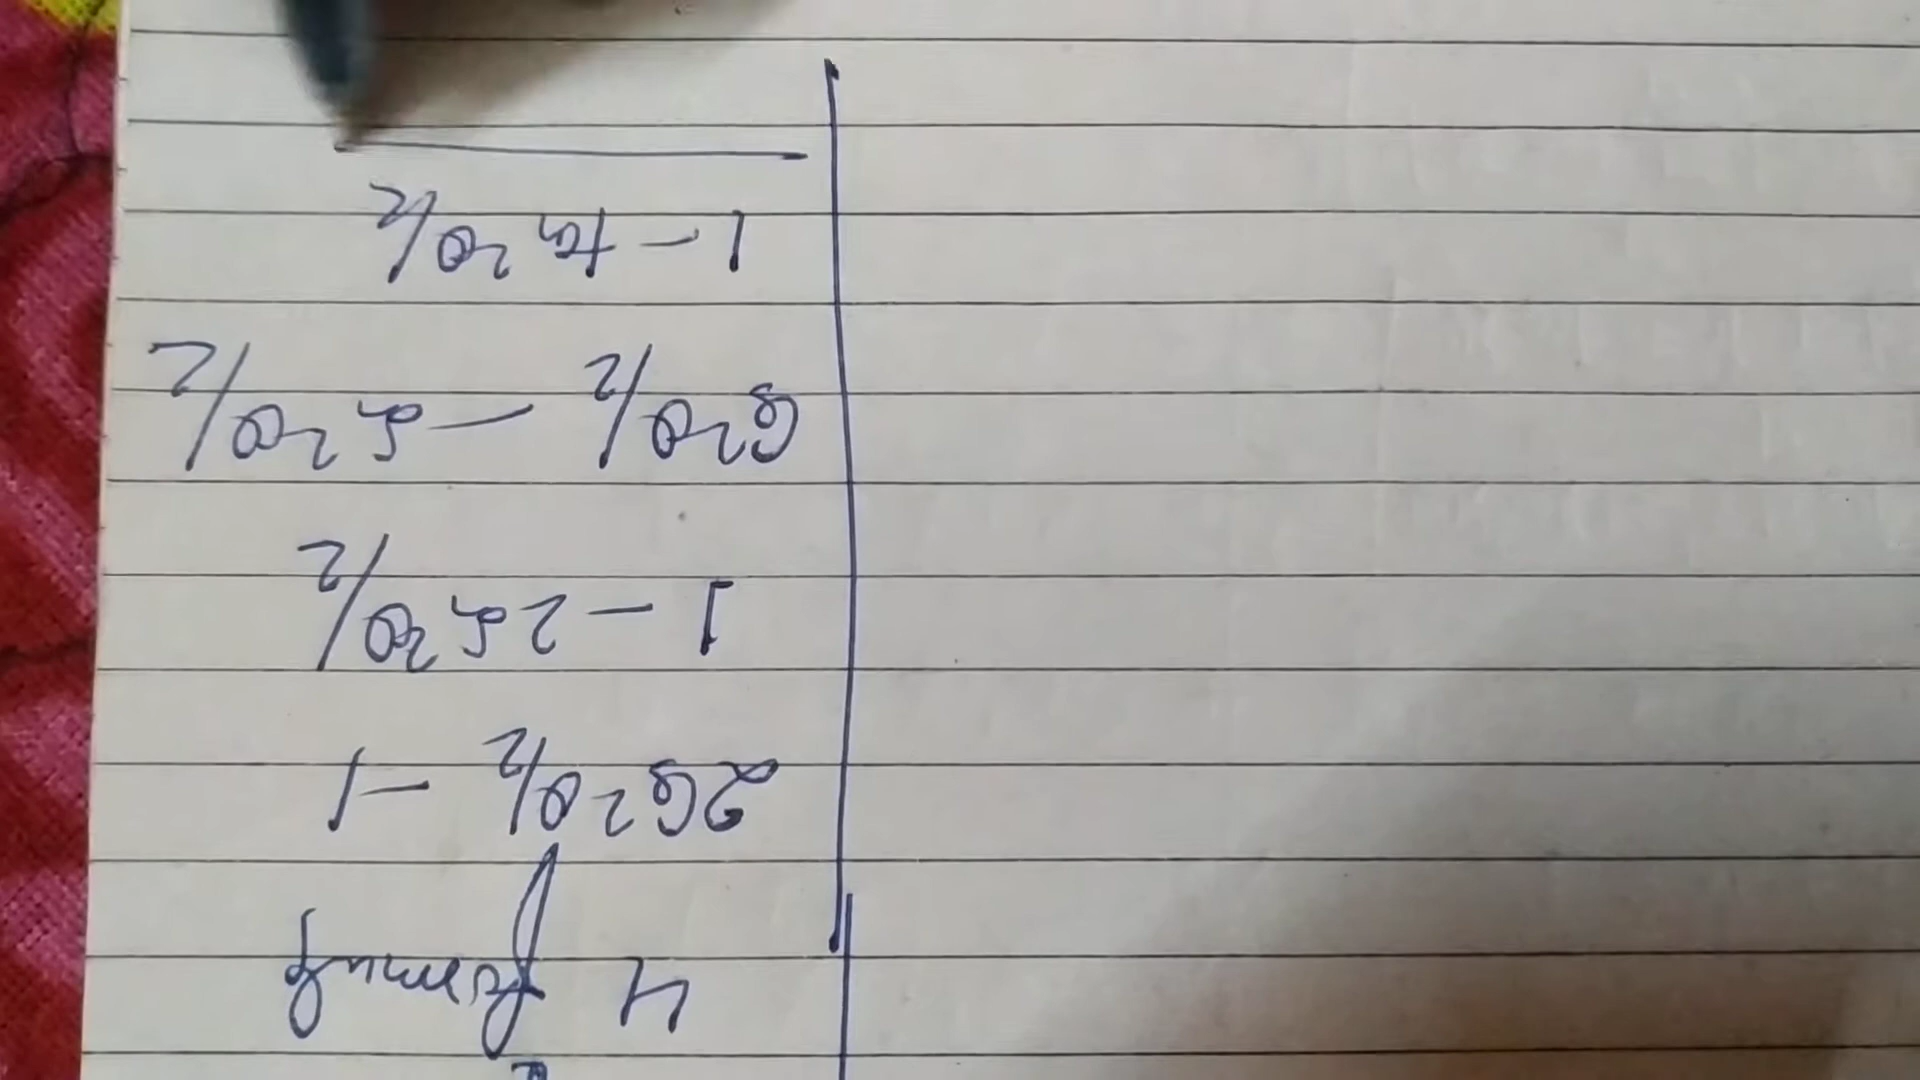 4 formula
2Cos²θ/2 - 1
1 - 2Sin²θ/2
Cos²θ/2 - Sin²θ/2
1 - tan²θ/2